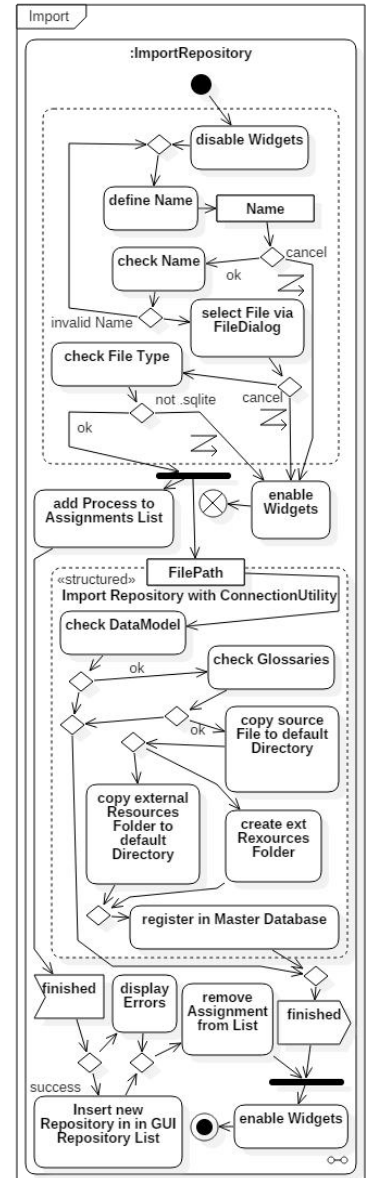 Import
:ImportRepository
disable Widgets
define Name
Name
cancel
check Name
ok
select File via
FileDialog
invalid Name
check File Type
not .sqlite
cancel
ok
add Process to
Assignments List
enable
Widgets
FilePath
«structured»
Import Repository with ConnectionUtility
check DataModel
ok
check Glossaries
copy source
File to default
Directory
ok
copy external
Resources
Folder to
default
Directory
create ext
Rexources
Folder
register in Master Database
finished
display
Errors
remove
Assignment
from List
finished
success
Insert new
Repository in in GUI
Repository List
enable Widgets